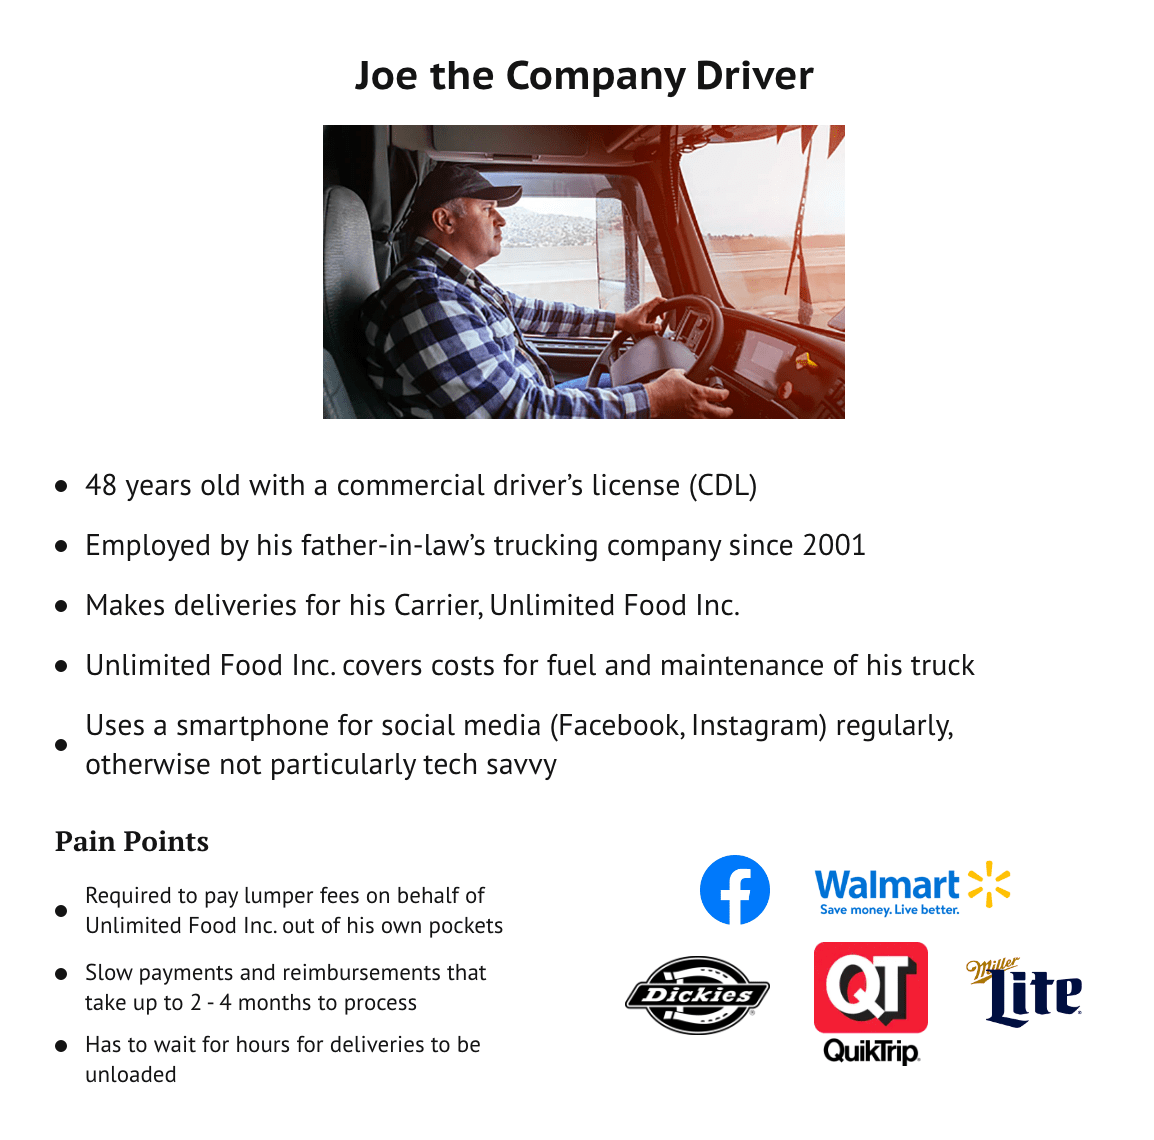 Joe the Company Driver
48 years old with a commercial driver’s license (CDL)
Employed by his father-in-law’s trucking company since 2001
Makes deliveries for his Carrier, Unlimited Food Inc.
Unlimited Food Inc. covers costs for fuel and maintenance of his truck
Uses a smartphone for social media (Facebook, Instagram) regularly,
otherwise not particularly tech savvy
Pain Points
Required to pay lumper fees on behalf of
Unlimited Food Inc. out of his own pockets
Slow payments and reimbursements that
take up to 2 - 4 months to process
Has to wait for hours for deliveries to be
unloaded
f
Walmart
Save money. Live better.
Dickies®
QT
QuikTrip®
Miller
Lite